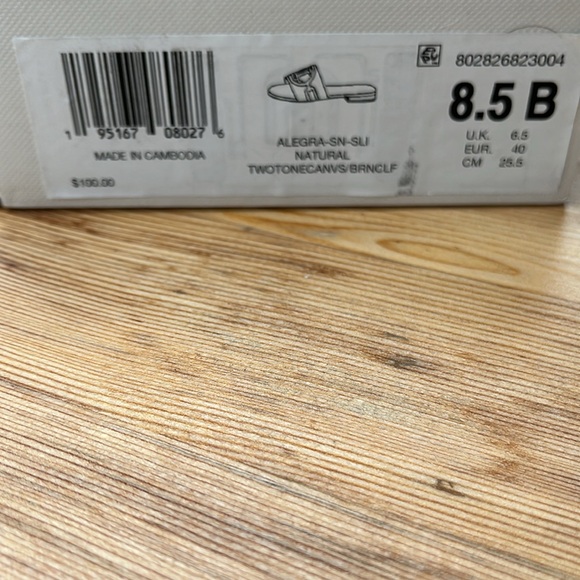 802826823004
8.5 B
U.K. 6.5
EUR. 40
CM 25.5
1 95167 08027 6
MADE IN CAMBODIA
$100.00
ALEGRA-SN-SLI
NATURAL
TWOTONECANVS/BRNCLF